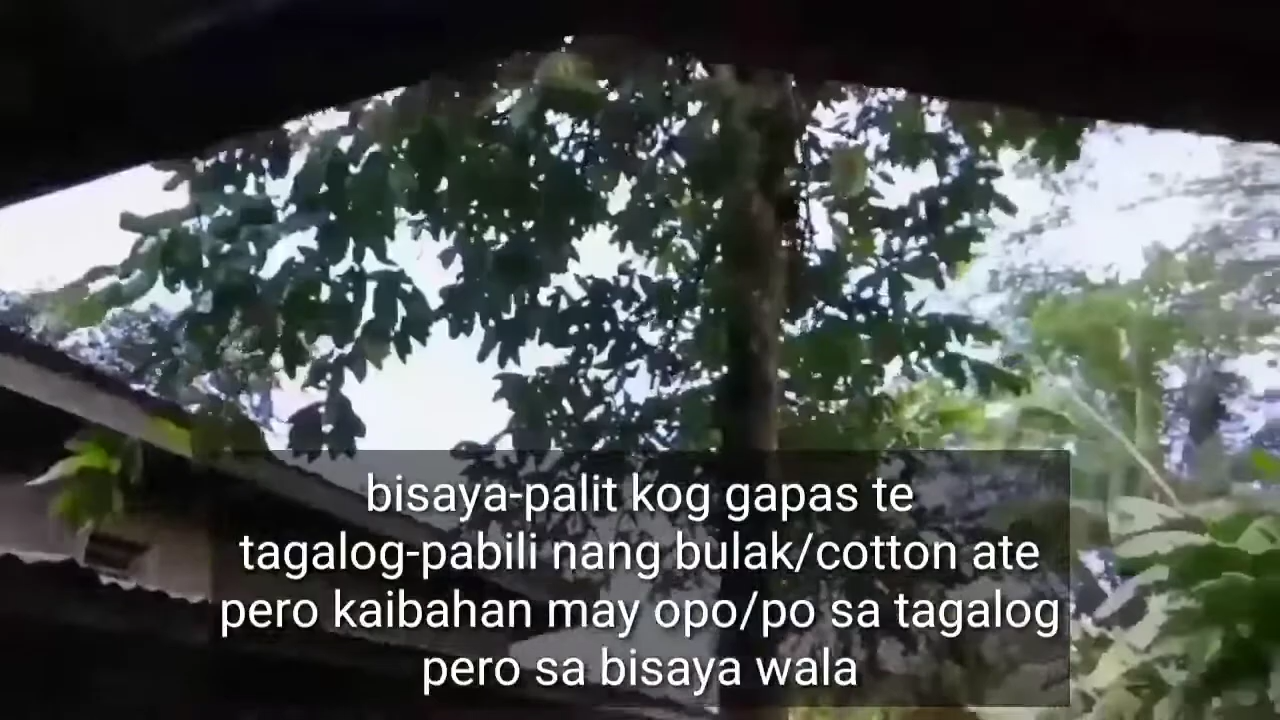 bisaya-palit kog gapas te
tagalog-pabili nang bulak/cotton ate
pero kaibahan may opo/po sa tagalog
pero sa bisaya wala